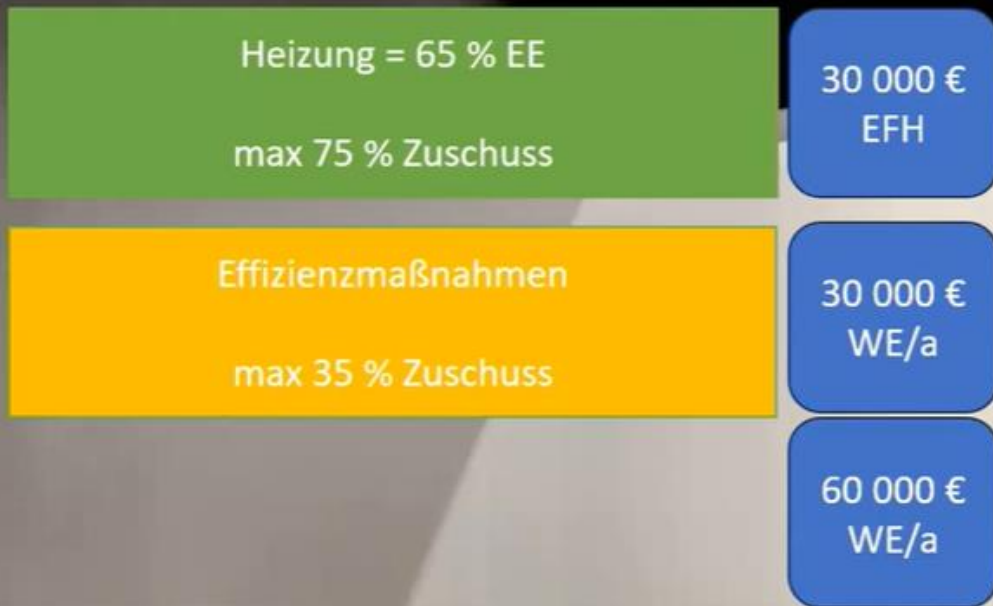 Heizung = 65 % EE
max 75 % Zuschuss
30 000 €
EFH
Effizienzmaßnahmen
max 35 % Zuschuss
30 000 €
WE/a
60 000 €
WE/a